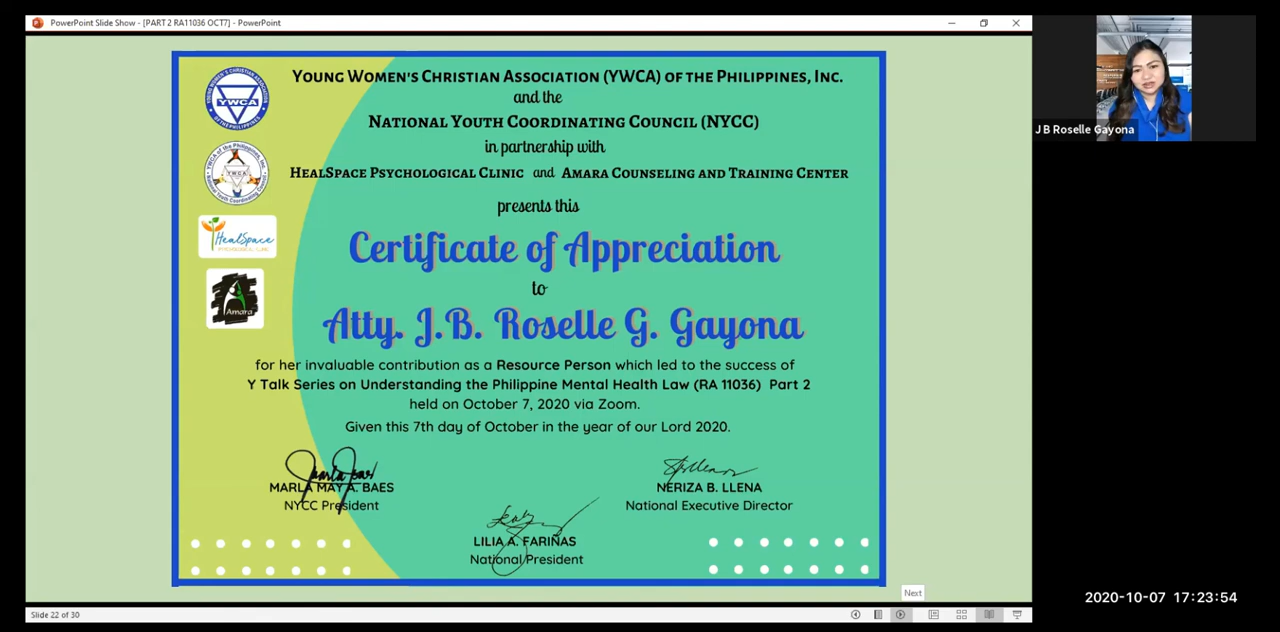 PowerPoint Slide Show - [PART 2 RA11036 OCT7] - PowerPoint
YOUNG WOMEN'S CHRISTIAN ASSOCIATION (YWCA) OF THE PHILIPPINES, INC.
and the
NATIONAL YOUTH COORDINATING COUNCIL (NYCC)
in partnership with
HEALSPACE PSYCHOLOGICAL CLINIC and AMARA COUNSELING AND TRAINING CENTER
presents this
Certificate of Appreciation
to
Atty. J.B. Roselle G. Gayona
for her invaluable contribution as a Resource Person which led to the success of
Y Talk Series on Understanding the Philippine Mental Health Law (RA 11036) Part 2
held on October 7, 2020 via Zoom.
Given this 7th day of October in the year of our Lord 2020.
MARLA MAY A. BAES
NYCC President
NERIZA B. LLENA
National Executive Director
LILIA A. FARIÑAS
National President
YWCA
YWCA
HealSpace
Amara
J B Roselle Gayona
Next
Slide 22 of 30
2020-10-07 17:23:54